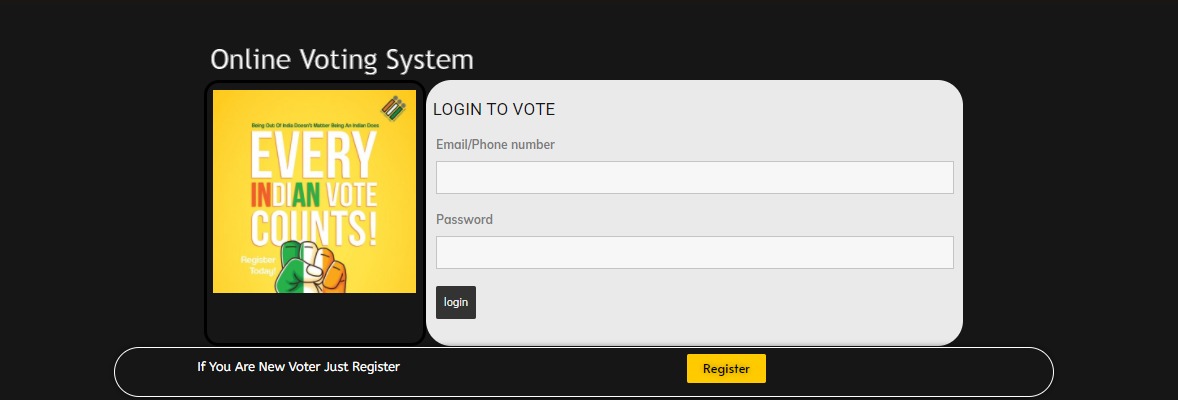 Online Voting System
Being Out Of India Doesn's Matter Being An Indian Does
EVERY
INDIAN VOTE
COUNTS!
Register
Today!
LOGIN TO VOTE
Email/Phone number
Password
login
If You Are New Voter Just Register
Register